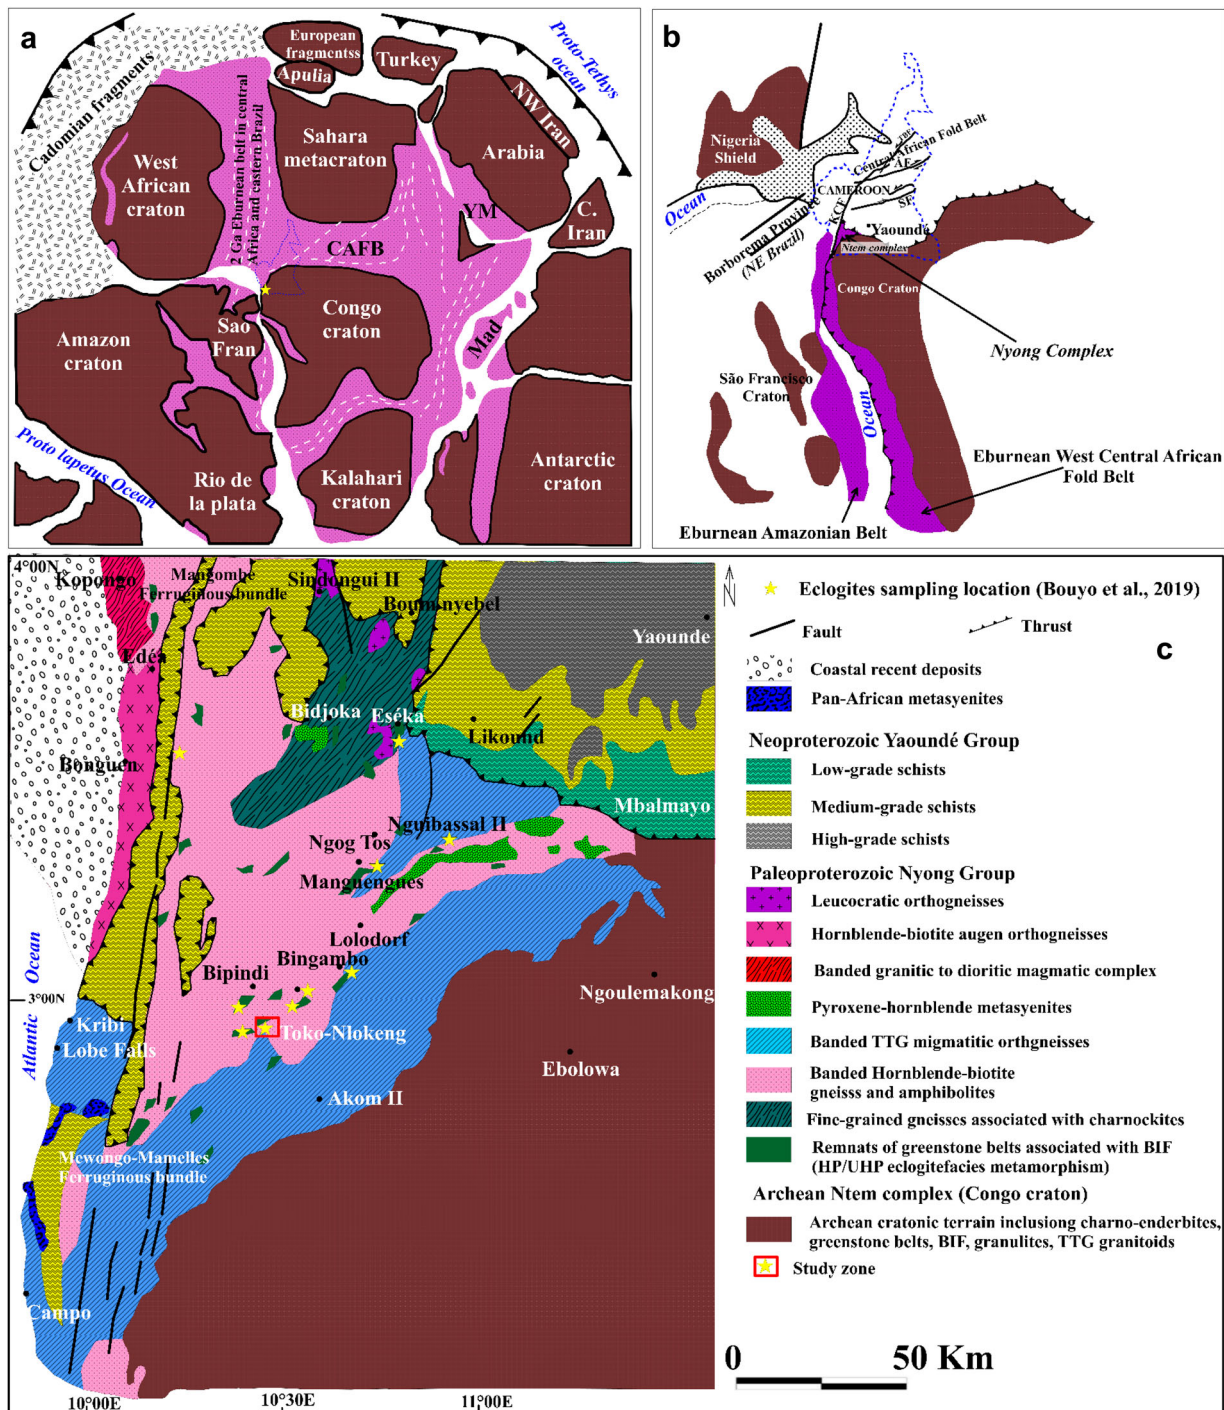 a
European
fragmentss
Apulia
Turkey
Proto-Tethys
ocean
Cadomian fragments
NW Iran
West
African
craton
2 Ga Eburnean belt in central
Africa and eastern Brazil
Sahara
metacraton
Arabia
C.
Iran
YM
CAFB
Amazon
craton
Sao
Fran
Congo
craton
Mad
Proto lapetus Ocean
Rio de
la plata
Kalahari
craton
Antarctic
craton
b
Nigeria
Shield
Central African Fold Belt
AF
CAMEROON
SF
KCF
Ocean
Borborema Province
(NE Brazil)
Yaoundé
Ntem complex
Congo Craton
Nyong Complex
São Francisco
Craton
Ocean
Eburnean West Central African
Fold Belt
Eburnean Amazonian Belt
4°00N
Kopongo
Mangombe
Ferruginous bundle
Sindongui II
Boumnyebel
Yaounde
Edéa
Bidjoka
Eséka
Likound
Bonguen
Mbalmayo
Nguibassal II
Ngog Tos
Manguengues
Lolodorf
Bingambo
Bipindi
Ngoulemakong
3°00N
Atlantic Ocean
Kribi
Toko-Nlokeng
Lobe Falls
Ebolowa
Akom II
Mewongo-Mamelles
Ferruginous bundle
Campo
10°00E
10°30E
11°00E
N
Eclogites sampling location (Bouyo et al., 2019)
Fault
Thrust
c
Coastal recent deposits
Pan-African metasyenites
Neoproterozoic Yaoundé Group
Low-grade schists
Medium-grade schists
High-grade schists
Paleoproterozoic Nyong Group
Leucocratic orthogneisses
Hornblende-biotite augen orthogneisses
Banded granitic to dioritic magmatic complex
Pyroxene-hornblende metasyenites
Banded TTG migmatitic orthgneisses
Banded Hornblende-biotite
gneisss and amphibolites
Fine-grained gneisses associated with charnockites
Remnats of greenstone belts associated with BIF
(HP/UHP eclogitefacies metamorphism)
Archean Ntem complex (Congo craton)
Archean cratonic terrain inclusiong charno-enderbites,
greenstone belts, BIF, granulites, TTG granitoids
Study zone
0
50 Km